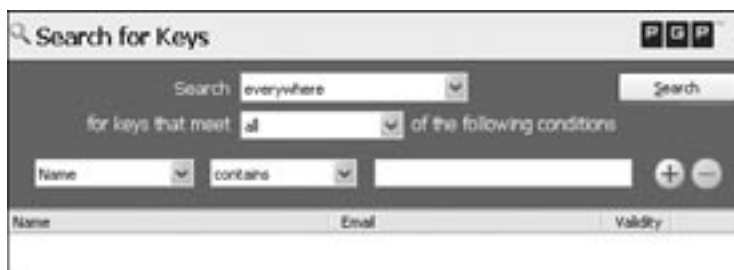 Search for Keys PGP
Search everywhere Search
for keys that meet all of the following conditions
Name contains
Name Email Validity